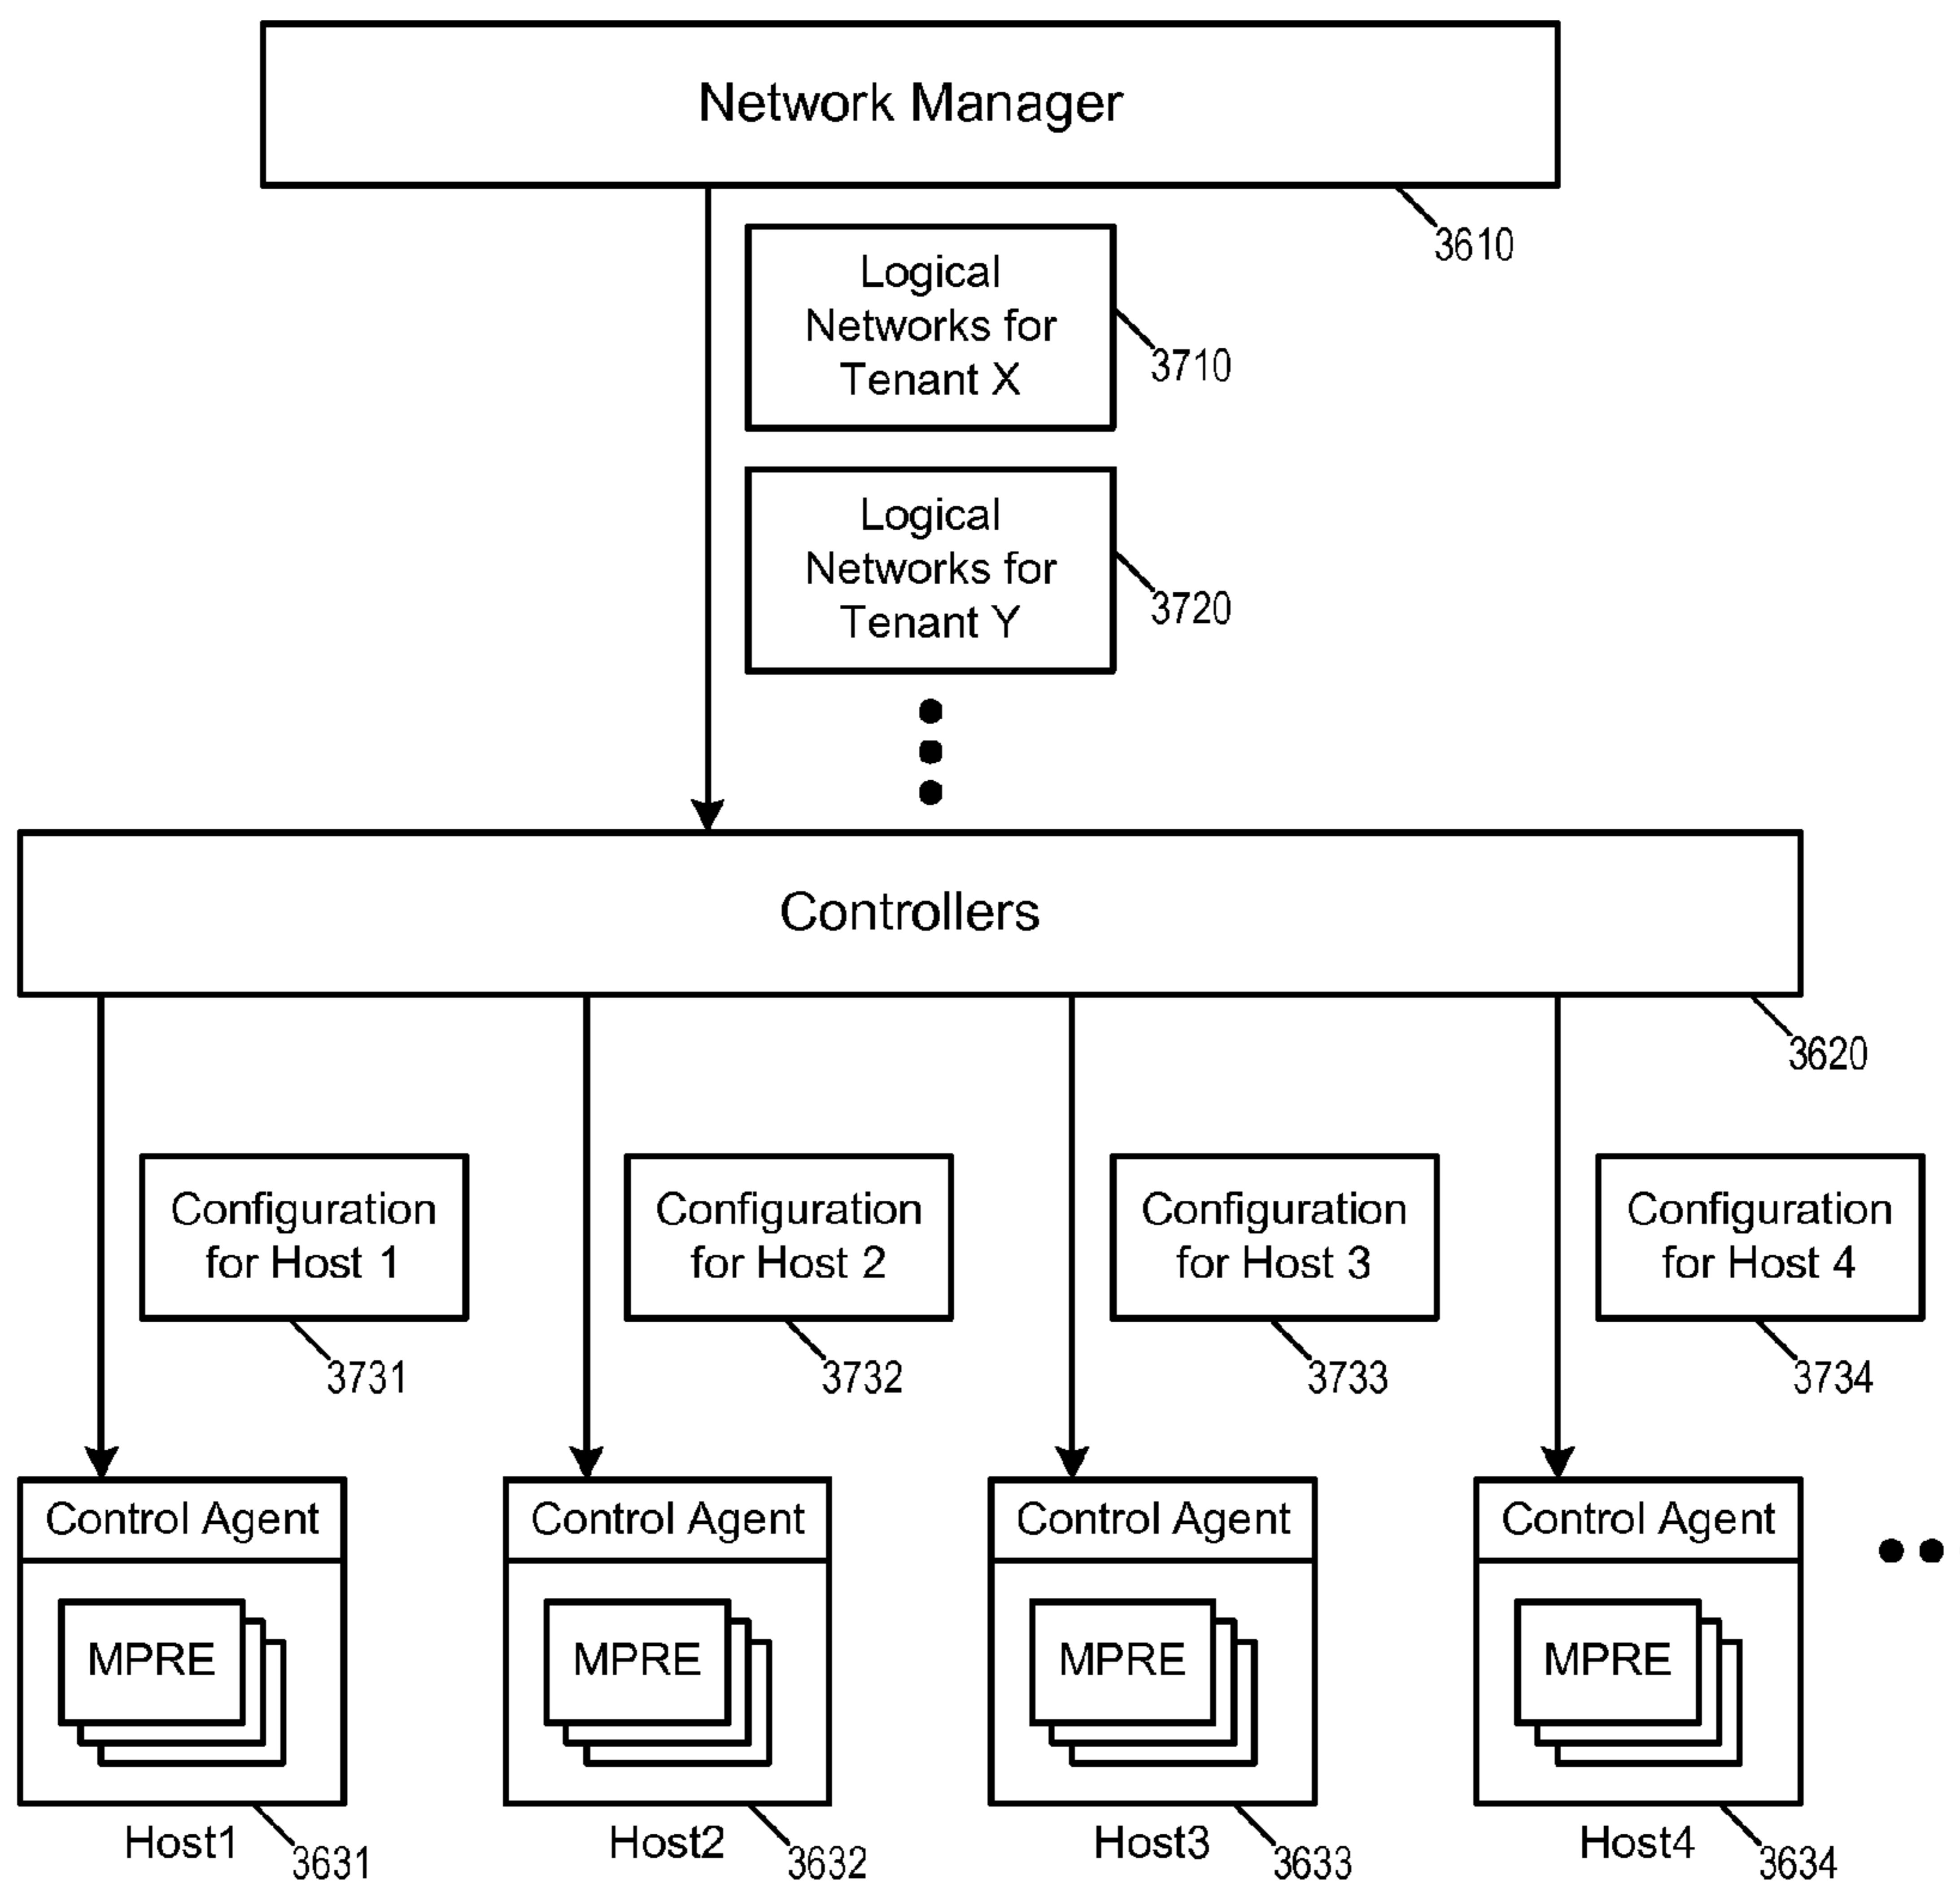 Network Manager
3610
Logical
Networks for
Tenant X
3710
Logical
Networks for
Tenant Y
3720
Controllers
3620
Configuration
for Host 1
3731
Configuration
for Host 2
3732
Configuration
for Host 3
3733
Configuration
for Host 4
3734
Control Agent
MPRE
Host1
3631
Control Agent
MPRE
Host2
3632
Control Agent
MPRE
Host3
3633
Control Agent
MPRE
Host4
3634